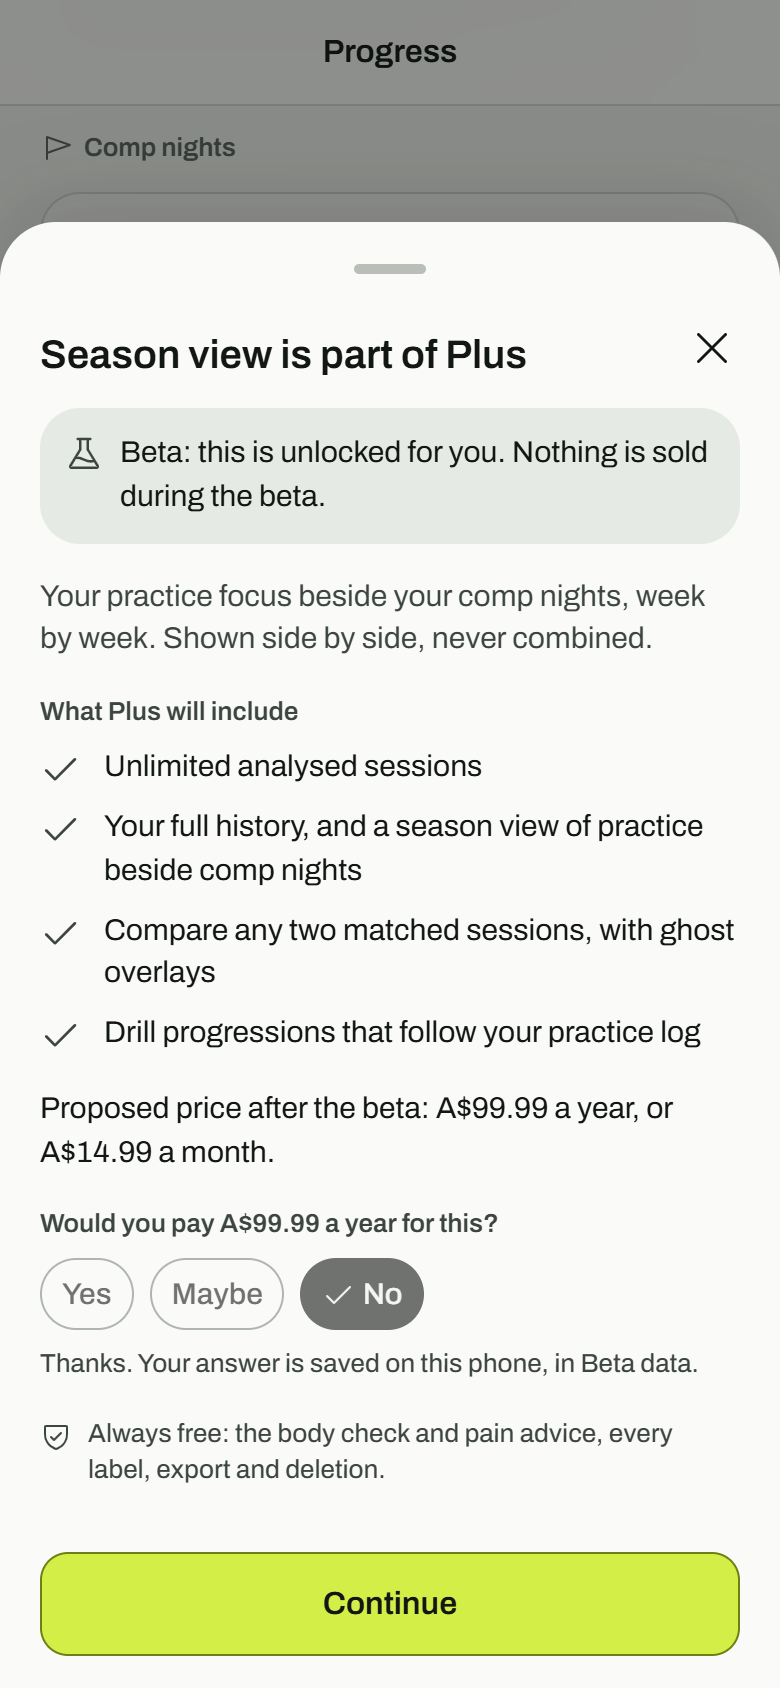 Progress
Comp nights
Season view is part of Plus
Beta: this is unlocked for you. Nothing is sold
during the beta.
Your practice focus beside your comp nights, week
by week. Shown side by side, never combined.
What Plus will include
Unlimited analysed sessions
Your full history, and a season view of practice
beside comp nights
Compare any two matched sessions, with ghost
overlays
Drill progressions that follow your practice log
Proposed price after the beta: A$99.99 a year, or
A$14.99 a month.
Would you pay A$99.99 a year for this?
Yes
Maybe
No
Thanks. Your answer is saved on this phone, in Beta data.
Always free: the body check and pain advice, every
label, export and deletion.
Continue